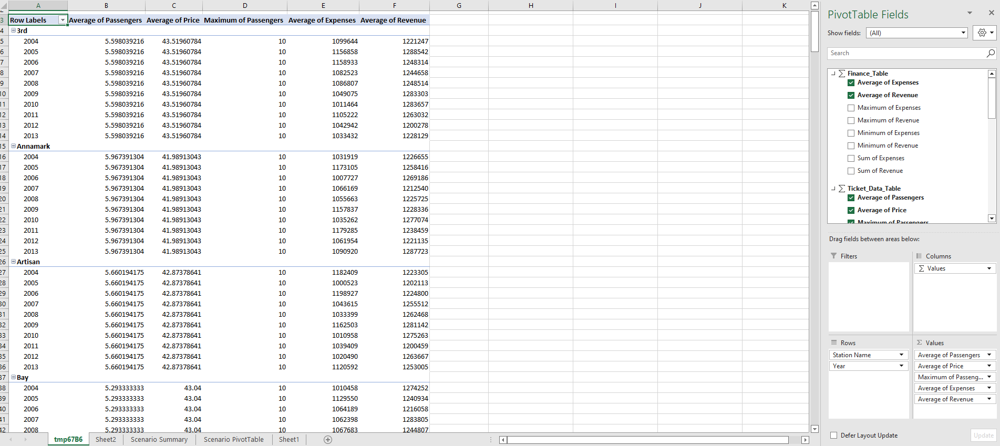 A B C D E F G H I J K
3 Row Labels Average of Passengers Average of Price Maximum of Passengers Average of Expenses Average of Revenue
4 3rd
5 2004 5.598039216 43.51960784 10 1099644 1221247
6 2005 5.598039216 43.51960784 10 1156858 1288542
7 2006 5.598039216 43.51960784 10 1158933 1248314
8 2007 5.598039216 43.51960784 10 1082523 1244658
9 2008 5.598039216 43.51960784 10 1086807 1248514
10 2009 5.598039216 43.51960784 10 1049075 1283303
11 2010 5.598039216 43.51960784 10 1011464 1283657
12 2011 5.598039216 43.51960784 10 1105222 1263032
13 2012 5.598039216 43.51960784 10 1042942 1200278
14 2013 5.598039216 43.51960784 10 1033432 1228129
15 Annamark
16 2004 5.967391304 41.98913043 10 1031919 1226655
17 2005 5.967391304 41.98913043 10 1173105 1258416
18 2006 5.967391304 41.98913043 10 1007727 1269186
19 2007 5.967391304 41.98913043 10 1066169 1212540
20 2008 5.967391304 41.98913043 10 1055663 1225725
21 2009 5.967391304 41.98913043 10 1157837 1228336
22 2010 5.967391304 41.98913043 10 1035262 1277074
23 2011 5.967391304 41.98913043 10 1179285 1238459
24 2012 5.967391304 41.98913043 10 1061954 1221135
25 2013 5.967391304 41.98913043 10 1090920 1287723
26 Artisan
27 2004 5.660194175 42.87378641 10 1182409 1223305
28 2005 5.660194175 42.87378641 10 1000523 1202113
29 2006 5.660194175 42.87378641 10 1198927 1224800
30 2007 5.660194175 42.87378641 10 1043615 1255512
31 2008 5.660194175 42.87378641 10 1033399 1262468
32 2009 5.660194175 42.87378641 10 1162503 1281142
33 2010 5.660194175 42.87378641 10 1010958 1275263
34 2011 5.660194175 42.87378641 10 1039409 1200459
35 2012 5.660194175 42.87378641 10 1020490 1263667
36 2013 5.660194175 42.87378641 10 1120592 1253005
37 Bay
38 2004 5.293333333 43.04 10 1010458 1274252
39 2005 5.293333333 43.04 10 1129550 1240934
40 2006 5.293333333 43.04 10 1064189 1216058
41 2007 5.293333333 43.04 10 1062398 1283805
42 2008 5.293333333 43.04 10 1067683 1244807
tmp67B6 Sheet2 Scenario Summary Scenario PivotTable Sheet1
PivotTable Fields
Show fields: (All)
Search
Finance_Table
Average of Expenses
Average of Revenue
Maximum of Expenses
Maximum of Revenue
Minimum of Expenses
Minimum of Revenue
Sum of Expenses
Sum of Revenue
Ticket_Data_Table
Average of Passengers
Average of Price
Maximum of Passengers
Drag fields between areas below:
Filters
Columns
Σ Values
Rows
Station Name
Year
Σ Values
Average of Passengers
Average of Price
Maximum of Passeng...
Average of Expenses
Average of Revenue
Defer Layout Update
Update